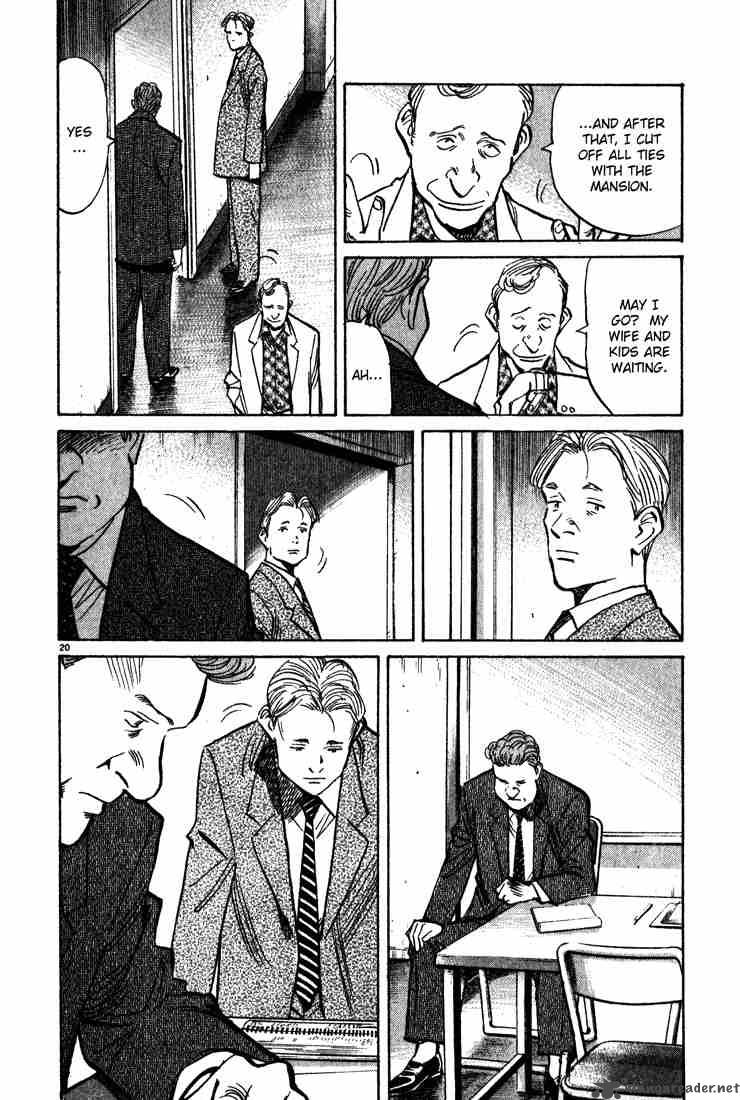 ...AND AFTER
THAT, I CUT
OFF ALL TIES
WITH THE
MANSION.
MAY I
GO? MY
WIFE AND
KIDS ARE
WAITING.
AH...
YES
...
20
mangareader.net